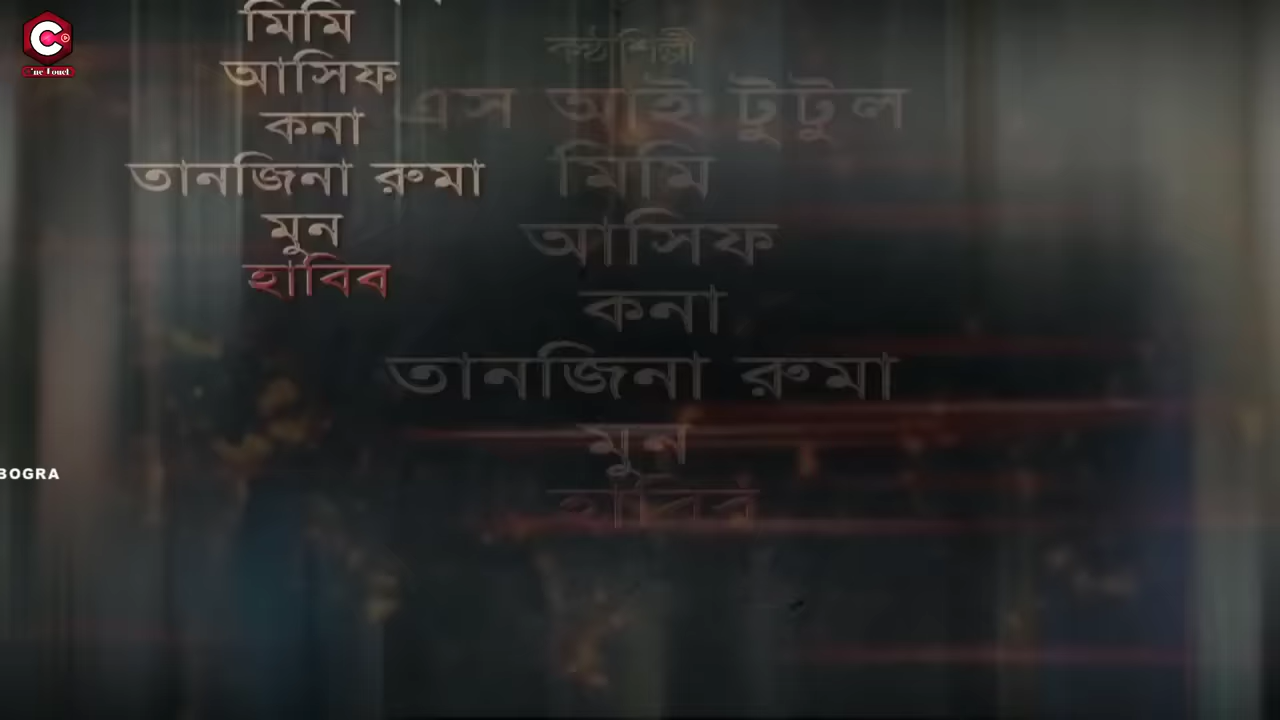 মিমি
আসিফ
কনা
তানজিনা রুমা
মুন
হাবিব
কণ্ঠশিল্পী
এস আই টুটুল
মিমি
আসিফ
কনা
তানজিনা রুমা
মুন
হাবিব
BOGRA